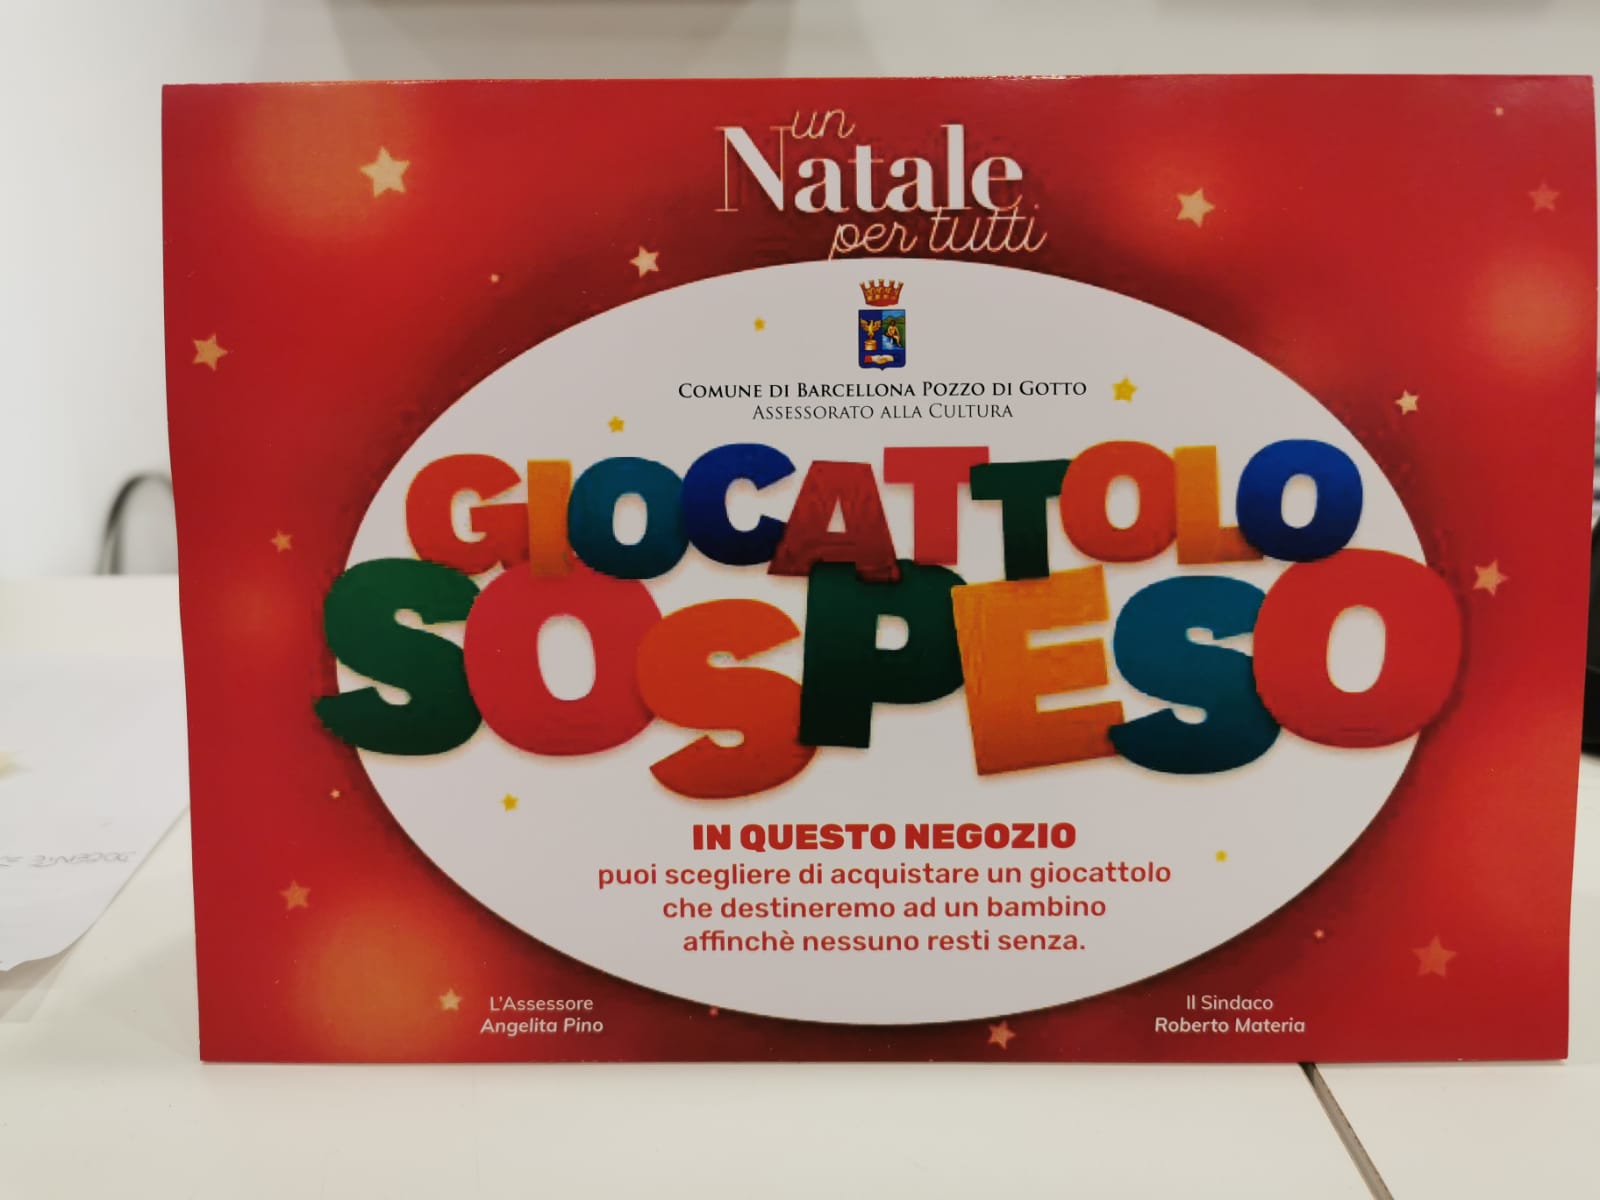 un
Natale
per tutti
COMUNE DI BARCELLONA POZZO DI GOTTO
ASSESSORATO ALLA CULTURA
GIOCATTOLO
SOSPESO
IN QUESTO NEGOZIO
puoi scegliere di acquistare un giocattolo
che destineremo ad un bambino
affinchè nessuno resti senza.
L'Assessore
Angelita Pino
Il Sindaco
Roberto Materia